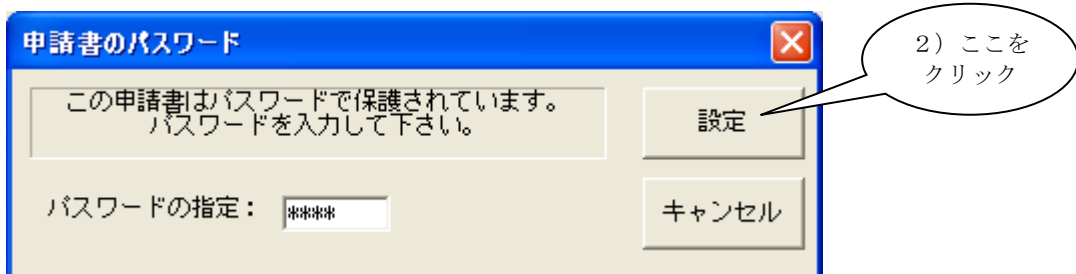 申請書のパスワード
2）ここを
クリック
この申請書はパスワードで保護されています。
パスワードを入力して下さい。
設定
パスワードの指定：
****
キャンセル